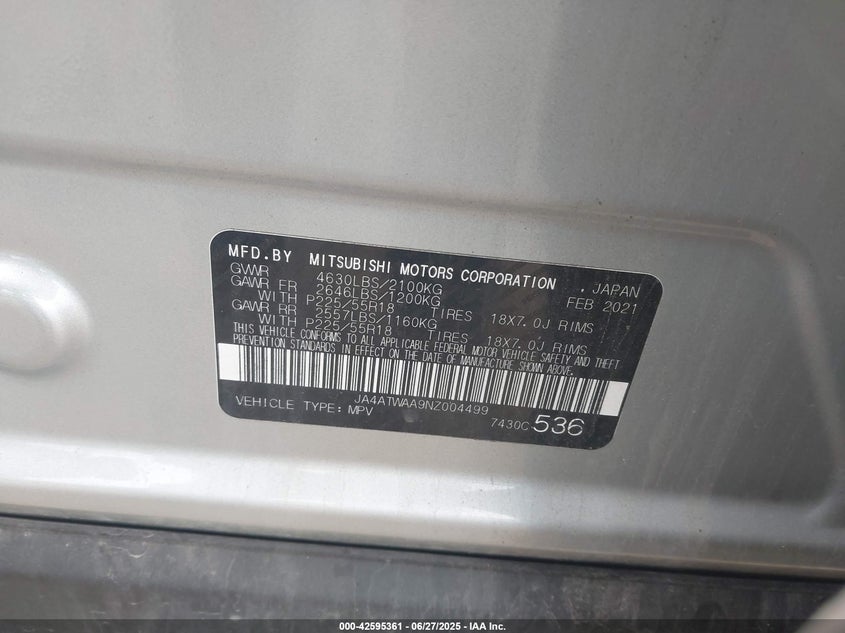 MFD.BY MITSUBISHI MOTORS CORPORATION , JAPAN
GVWR 4630LBS/2100KG FEB 2021
GAWR FR 2646LBS/1200KG
WITH P225/55R18 TIRES 18X7.0J RIMS
GAWR RR 2557LBS/1160KG
WITH P225/55R18 TIRES 18X7.0J RIMS
THIS VEHICLE CONFORMS TO ALL APPLICABLE FEDERAL MOTOR VEHICLE SAFETY AND THEFT
PREVENTION STANDARDS IN EFFECT ON THE DATE OF MANUFACTURE SHOWN ABOVE.
JA4ATWAA9NZ004499
VEHICLE TYPE: MPV 7430C 536
000-42595361 | 06/27/2025 | IAA Inc.